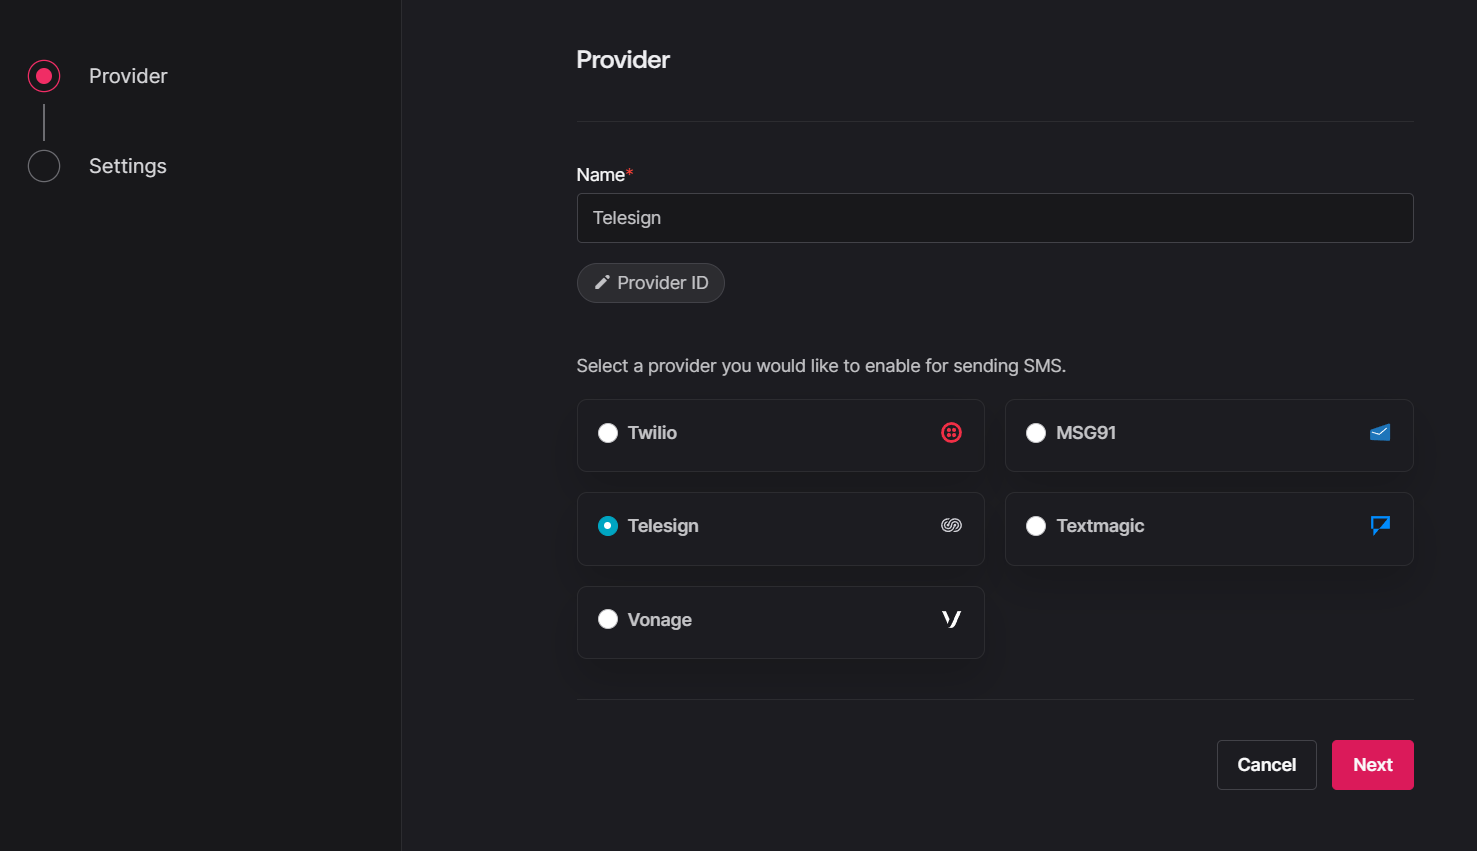 Provider
Settings
Provider
Name*
Telesign
Provider ID
Select a provider you would like to enable for sending SMS.
Twilio
MSG91
Telesign
Textmagic
Vonage
Cancel
Next